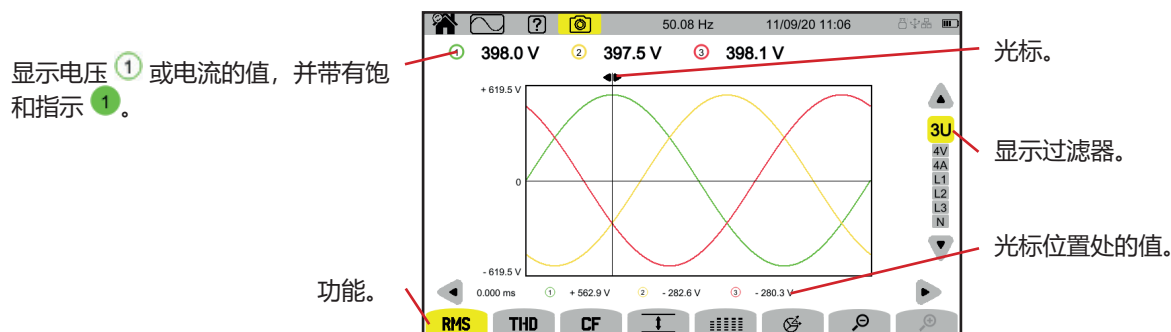 50.08 Hz 11/09/20 11:06
① 398.0 V ② 397.5 V ③ 398.1 V
光标。
显示电压 ① 或电流的值，并带有饱
和指示 1。
+ 619.5 V
3U
4V
4A
L1
L2
L3
N
显示过滤器。
0
光标位置处的值。
- 619.5 V
功能。
0.000 ms ① + 562.9 V ② - 282.6 V ③ - 280.3 V
RMS THD CF